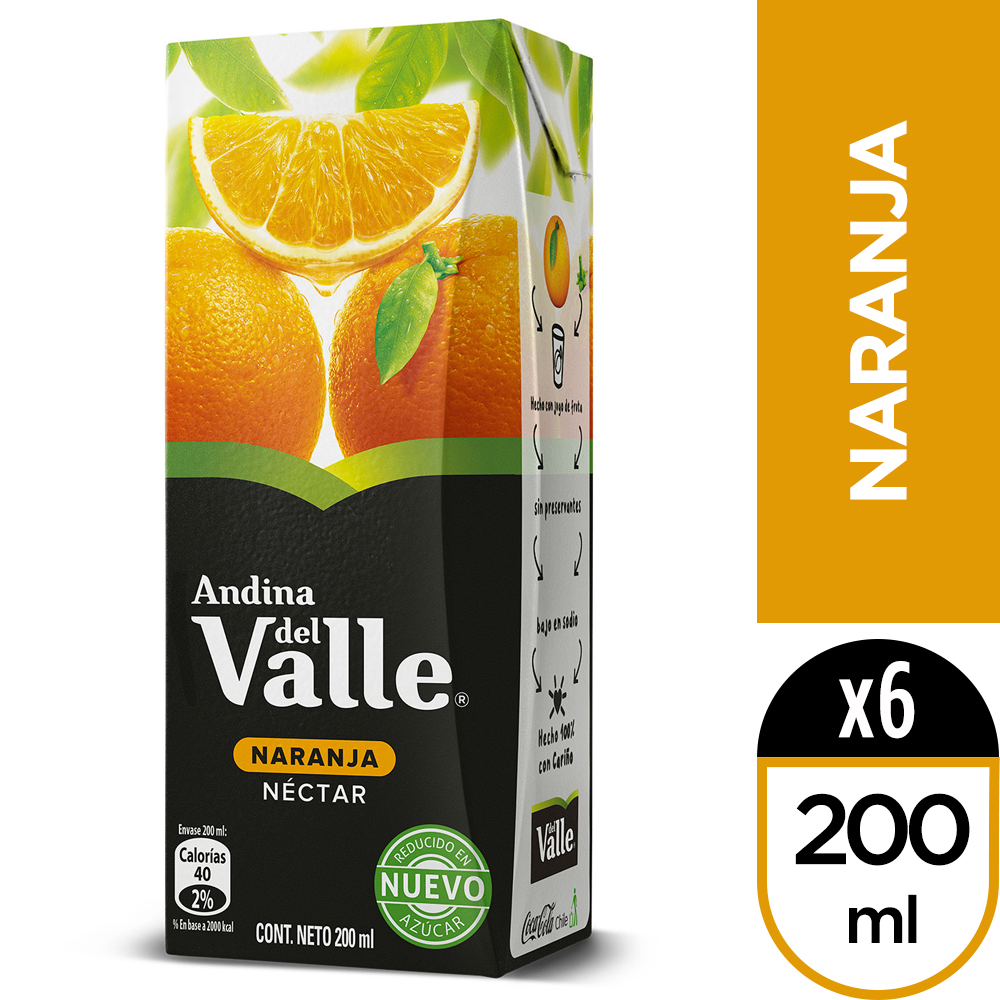 Andina
del
Valle®
NARANJA
NÉCTAR
Envase 200 ml:
Calorías
40
2%
% En base a 2000 kcal
CONT. NETO 200 ml
REDUCIDO EN
NUEVO
AZÚCAR
Hecho con jugo de fruta
sin preservantes
bajo en sodio
Hecho 100%
con Cariño
del
Valle®
Coca-Cola Chile
NARANJA
x6
200
ml